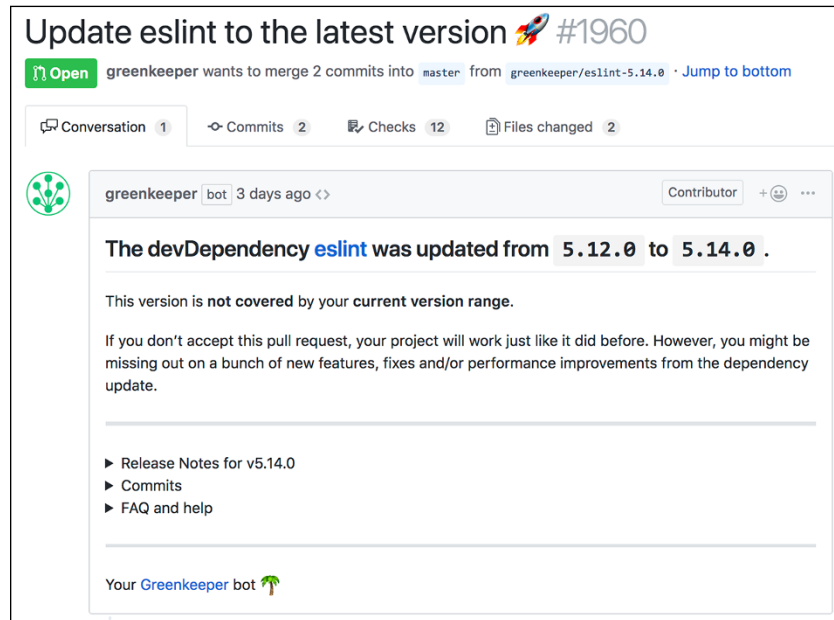 Update eslint to the latest version 🚀 #1960
Open greenkeeper wants to merge 2 commits into master from greenkeeper/eslint-5.14.0 · Jump to bottom
Conversation 1 Commits 2 Checks 12 Files changed 2
greenkeeper bot 3 days ago <> Contributor +😀 ···
The devDependency eslint was updated from 5.12.0 to 5.14.0.
This version is not covered by your current version range.
If you don’t accept this pull request, your project will work just like it did before. However, you might be
missing out on a bunch of new features, fixes and/or performance improvements from the dependency
update.
▶ Release Notes for v5.14.0
▶ Commits
▶ FAQ and help
Your Greenkeeper bot 🌴